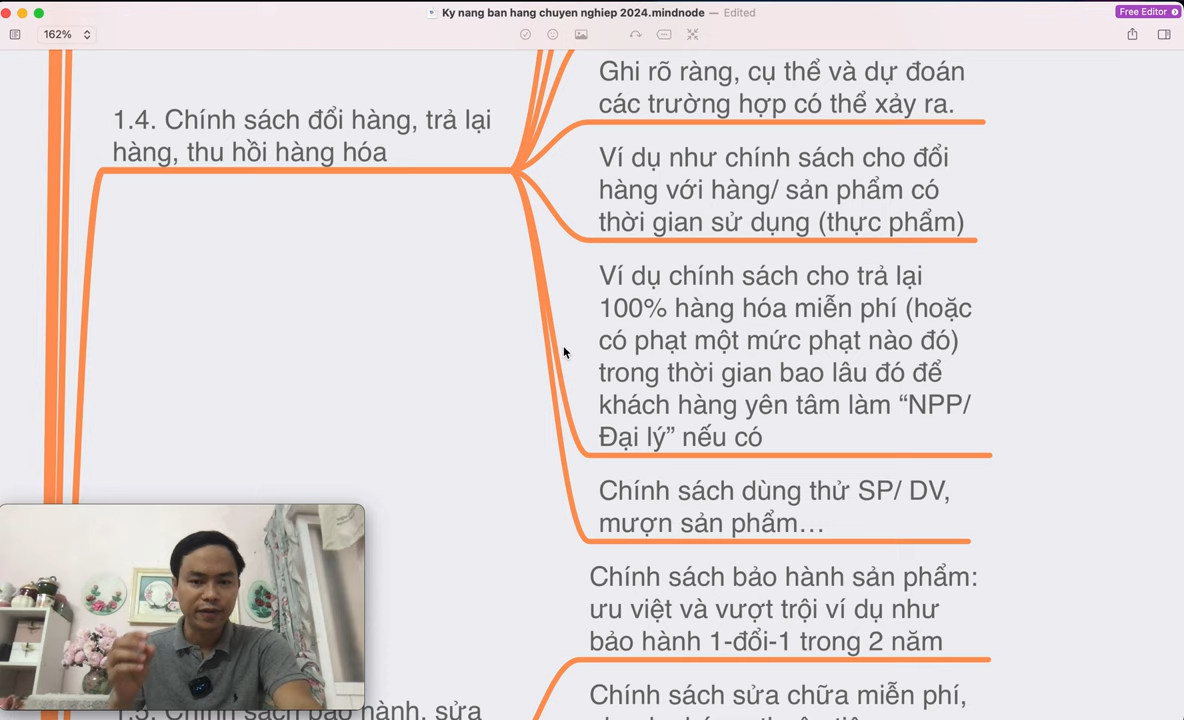 Ky nang ban hang chuyen nghiep 2024.mindnode — Edited
Free Editor
162%
1.4. Chính sách đổi hàng, trả lại
hàng, thu hồi hàng hóa
Ghi rõ ràng, cụ thể và dự đoán
các trường hợp có thể xảy ra.
Ví dụ như chính sách cho đổi
hàng với hàng/ sản phẩm có
thời gian sử dụng (thực phẩm)
Ví dụ chính sách cho trả lại
100% hàng hóa miễn phí (hoặc
có phạt một mức phạt nào đó)
trong thời gian bao lâu đó để
khách hàng yên tâm làm “NPP/
Đại lý” nếu có
Chính sách dùng thử SP/ DV,
mượn sản phẩm…
Chính sách bảo hành sản phẩm:
ưu việt và vượt trội ví dụ như
bảo hành 1-đổi-1 trong 2 năm
1.5. Chính sách bảo hành, sửa
Chính sách sửa chữa miễn phí,